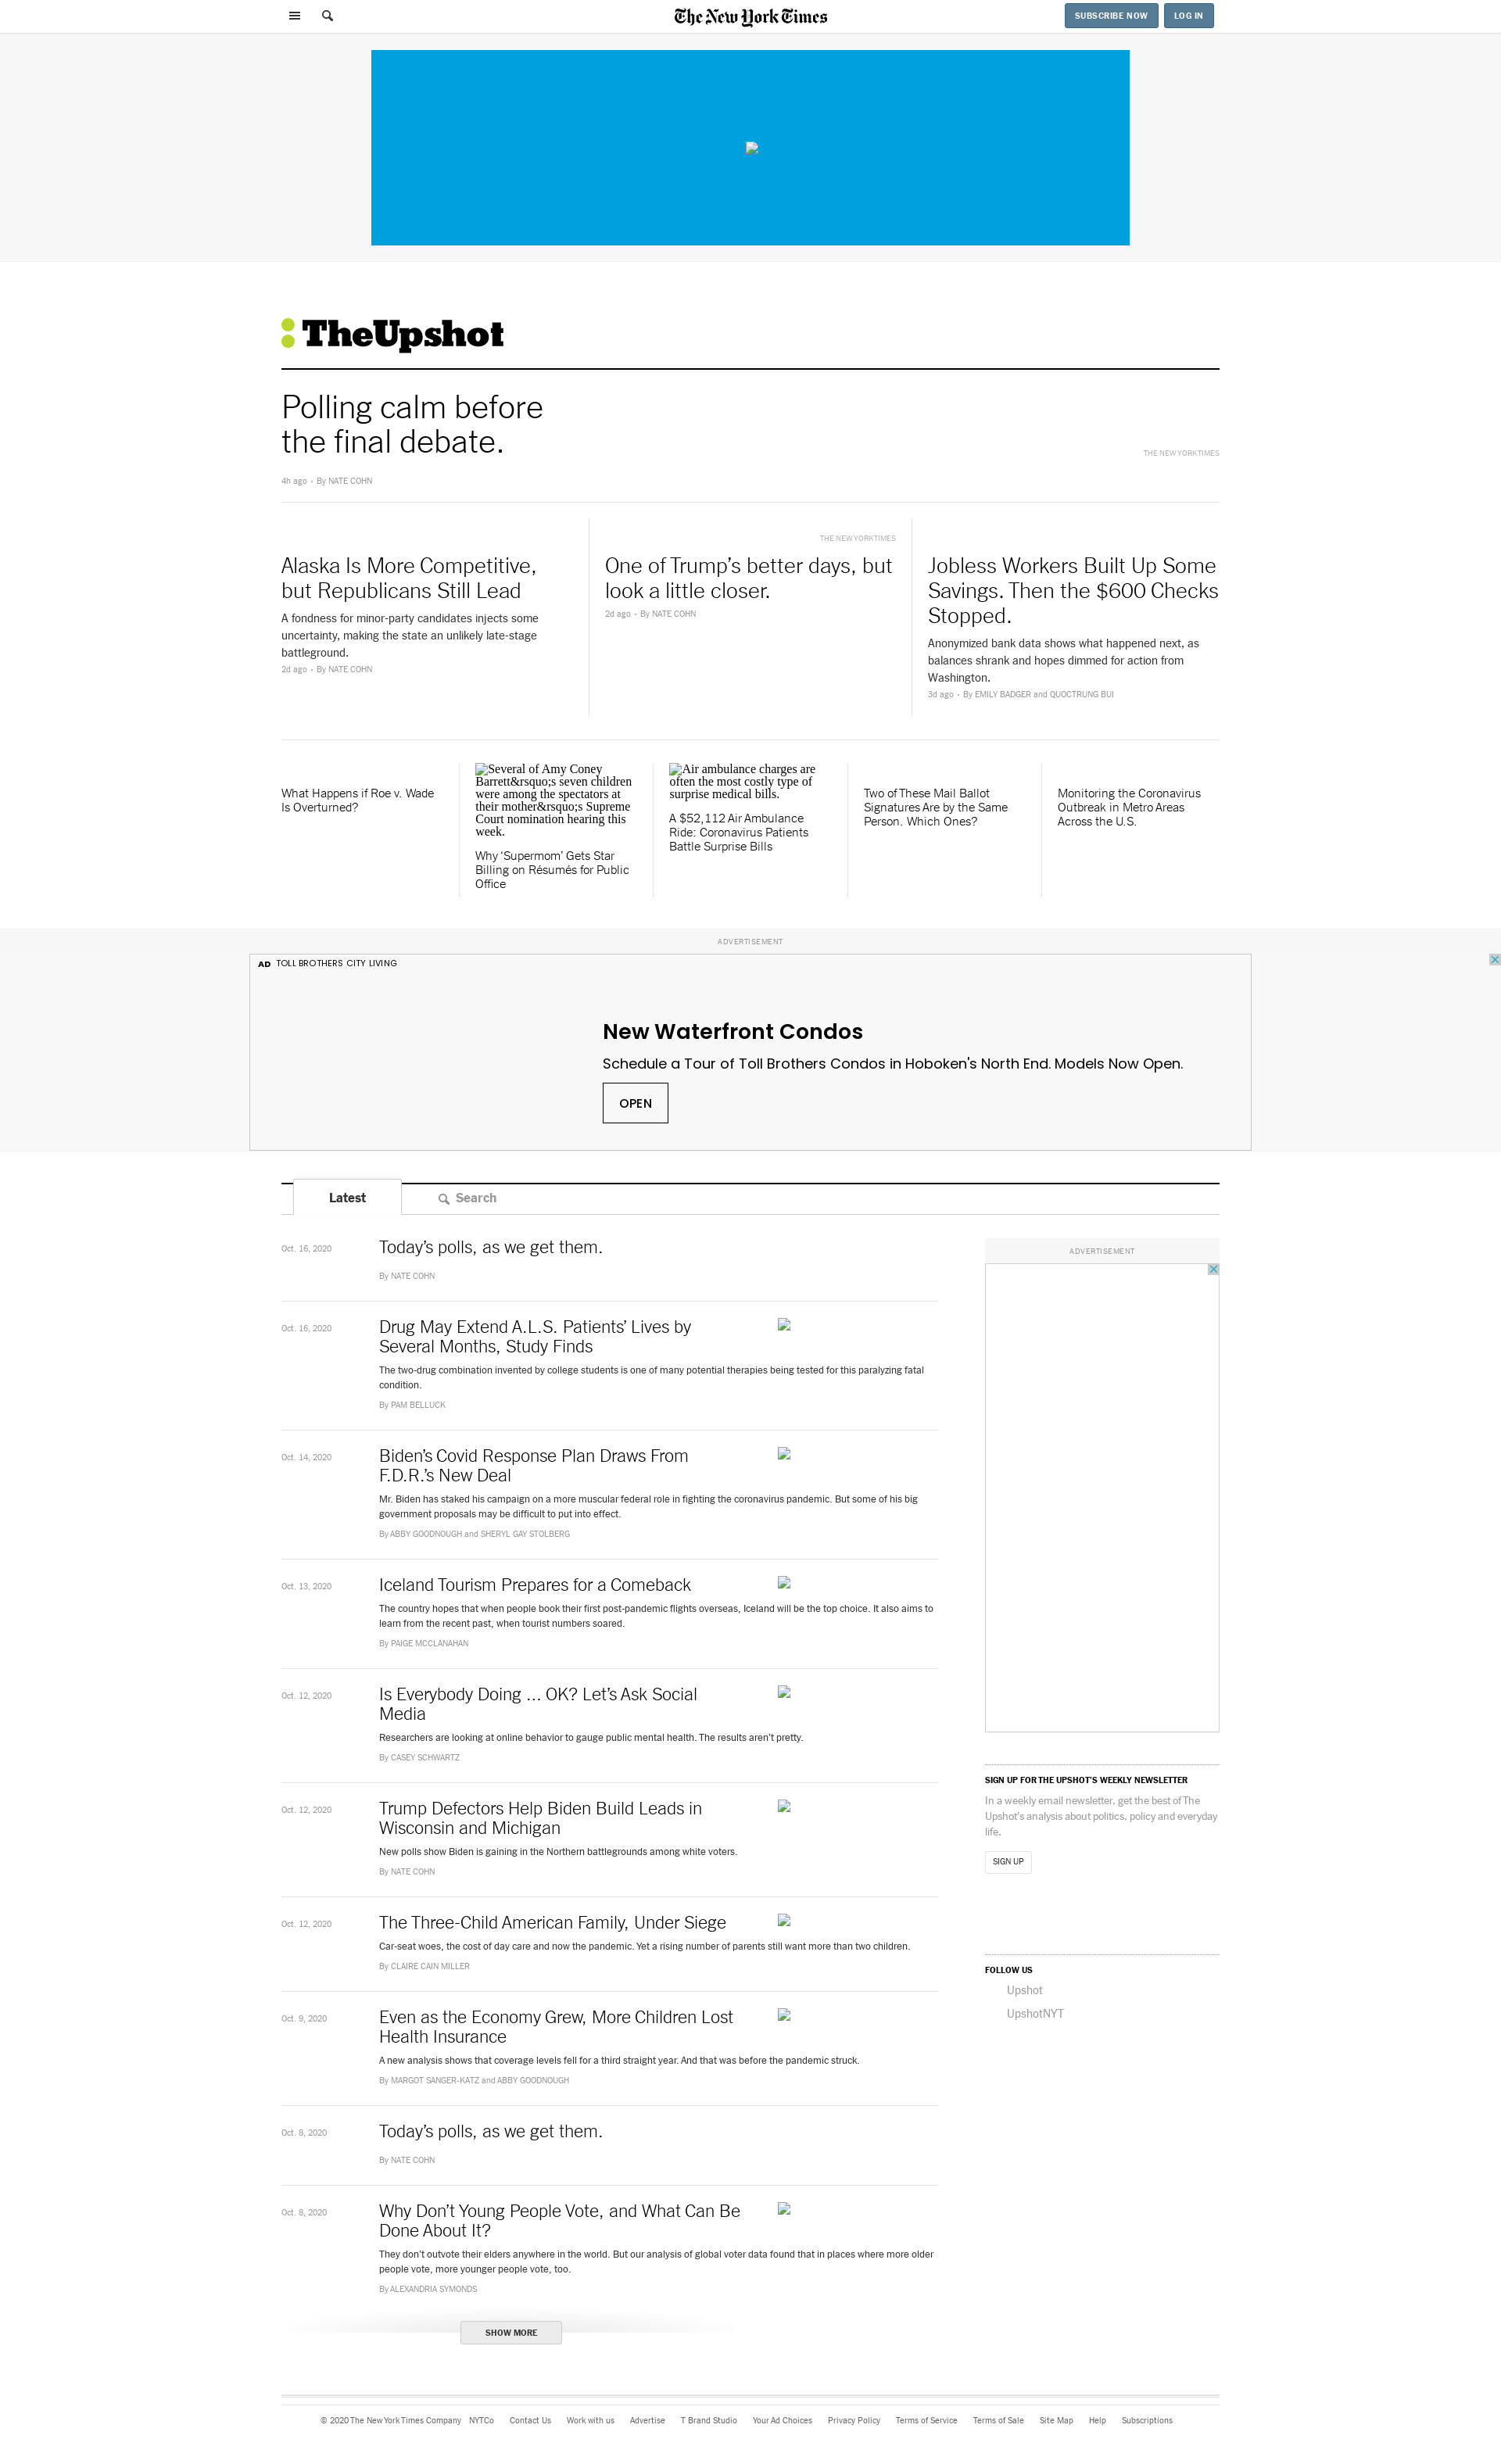 The New York Times
SUBSCRIBE NOW
LOG IN
TheUpshot
Polling calm before
the final debate.
THE NEW YORK TIMES
4h ago • By NATE COHN
Alaska Is More Competitive,
but Republicans Still Lead
A fondness for minor-party candidates injects some
uncertainty, making the state an unlikely late-stage
battleground.
2d ago • By NATE COHN
THE NEW YORK TIMES
One of Trump’s better days, but
look a little closer.
2d ago • By NATE COHN
Jobless Workers Built Up Some
Savings. Then the $600 Checks
Stopped.
Anonymized bank data shows what happened next, as
balances shrank and hopes dimmed for action from
Washington.
3d ago • By EMILY BADGER and QUOCTRUNG BUI
What Happens if Roe v. Wade
Is Overturned?
Several of Amy Coney
Barrett&rsquo;s seven children
were among the spectators at
their mother&rsquo;s Supreme
Court nomination hearing this
week.
Why ‘Supermom’ Gets Star
Billing on Résumés for Public
Office
Air ambulance charges are
often the most costly type of
surprise medical bills.
A $52,112 Air Ambulance
Ride: Coronavirus Patients
Battle Surprise Bills
Two of These Mail Ballot
Signatures Are by the Same
Person. Which Ones?
Monitoring the Coronavirus
Outbreak in Metro Areas
Across the U.S.
ADVERTISEMENT
AD TOLL BROTHERS CITY LIVING
New Waterfront Condos
Schedule a Tour of Toll Brothers Condos in Hoboken's North End. Models Now Open.
OPEN
Latest
Search
Oct. 16, 2020
Today’s polls, as we get them.
By NATE COHN
Oct. 16, 2020
Drug May Extend A.L.S. Patients’ Lives by
Several Months, Study Finds
The two-drug combination invented by college students is one of many potential therapies being tested for this paralyzing fatal
condition.
By PAM BELLUCK
Oct. 14, 2020
Biden’s Covid Response Plan Draws From
F.D.R.’s New Deal
Mr. Biden has staked his campaign on a more muscular federal role in fighting the coronavirus pandemic. But some of his big
government proposals may be difficult to put into effect.
By ABBY GOODNOUGH and SHERYL GAY STOLBERG
Oct. 13, 2020
Iceland Tourism Prepares for a Comeback
The country hopes that when people book their first post-pandemic flights overseas, Iceland will be the top choice. It also aims to
learn from the recent past, when tourist numbers soared.
By PAIGE MCCLANAHAN
Oct. 12, 2020
Is Everybody Doing … OK? Let’s Ask Social
Media
Researchers are looking at online behavior to gauge public mental health. The results aren’t pretty.
By CASEY SCHWARTZ
Oct. 12, 2020
Trump Defectors Help Biden Build Leads in
Wisconsin and Michigan
New polls show Biden is gaining in the Northern battlegrounds among white voters.
By NATE COHN
Oct. 12, 2020
The Three-Child American Family, Under Siege
Car-seat woes, the cost of day care and now the pandemic. Yet a rising number of parents still want more than two children.
By CLAIRE CAIN MILLER
Oct. 9, 2020
Even as the Economy Grew, More Children Lost
Health Insurance
A new analysis shows that coverage levels fell for a third straight year. And that was before the pandemic struck.
By MARGOT SANGER-KATZ and ABBY GOODNOUGH
Oct. 8, 2020
Today’s polls, as we get them.
By NATE COHN
Oct. 8, 2020
Why Don’t Young People Vote, and What Can Be
Done About It?
They don’t outvote their elders anywhere in the world. But our analysis of global voter data found that in places where more older
people vote, more younger people vote, too.
By ALEXANDRIA SYMONDS
SHOW MORE
ADVERTISEMENT
SIGN UP FOR THE UPSHOT’S WEEKLY NEWSLETTER
In a weekly email newsletter, get the best of The
Upshot’s analysis about politics, policy and everyday
life.
SIGN UP
FOLLOW US
Upshot
UpshotNYT
© 2020 The New York Times Company NYTCo Contact Us Work with us Advertise T Brand Studio Your Ad Choices Privacy Policy Terms of Service Terms of Sale Site Map Help Subscriptions